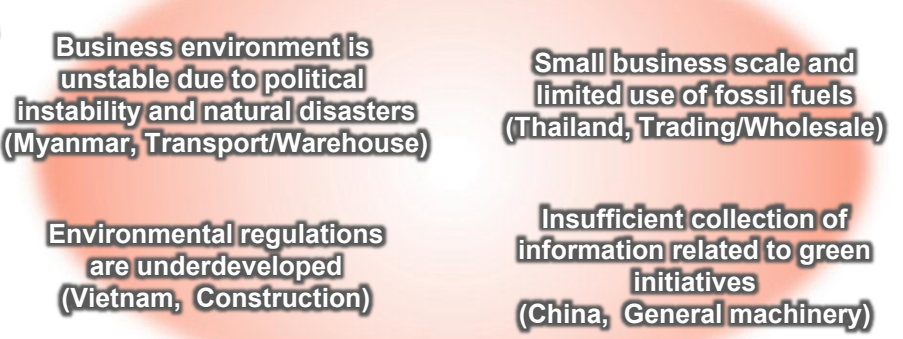 Business environment is
unstable due to political
instability and natural disasters
(Myanmar, Transport/Warehouse)
Small business scale and
limited use of fossil fuels
(Thailand, Trading/Wholesale)
Environmental regulations
are underdeveloped
(Vietnam, Construction)
Insufficient collection of
information related to green
initiatives
(China, General machinery)